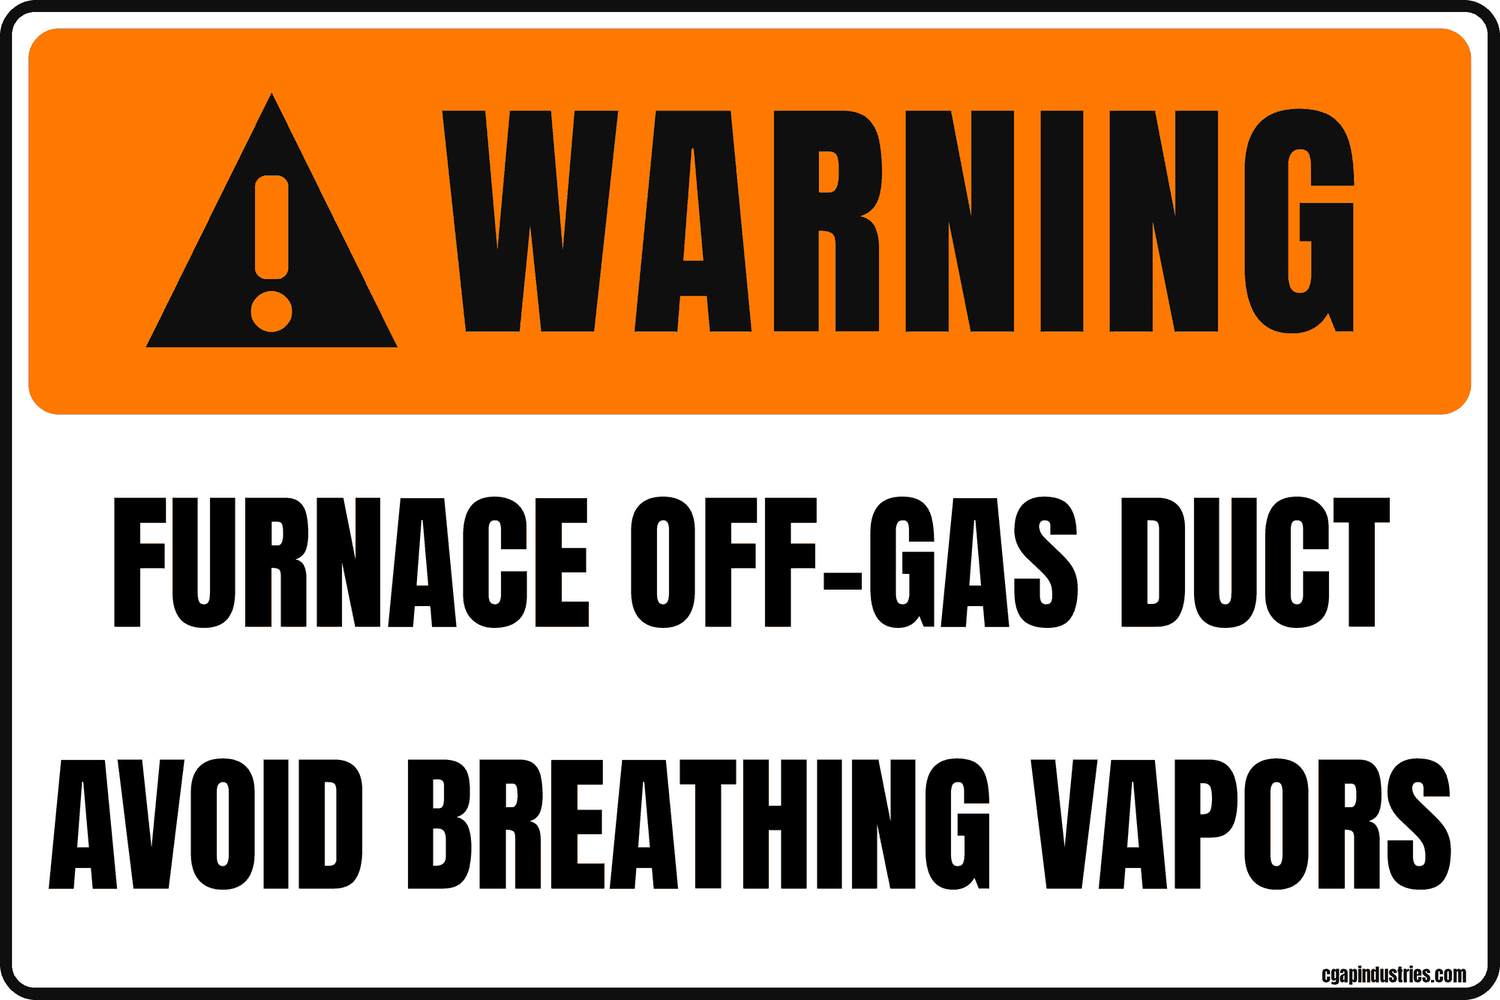 WARNING
FURNACE OFF-GAS DUCT
AVOID BREATHING VAPORS
cgapindustries.com